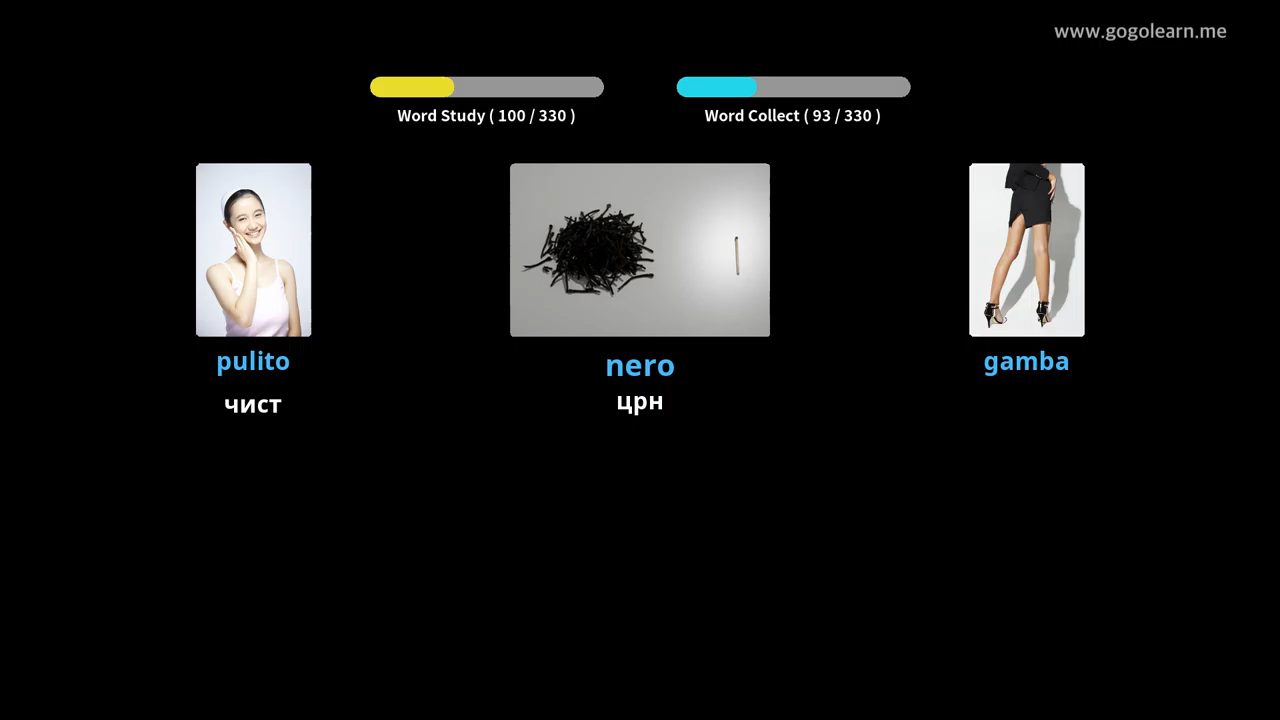 www.gogolearn.me
Word Study ( 100 / 330 )
Word Collect ( 93 / 330 )
pulito
чист
nero
црн
gamba